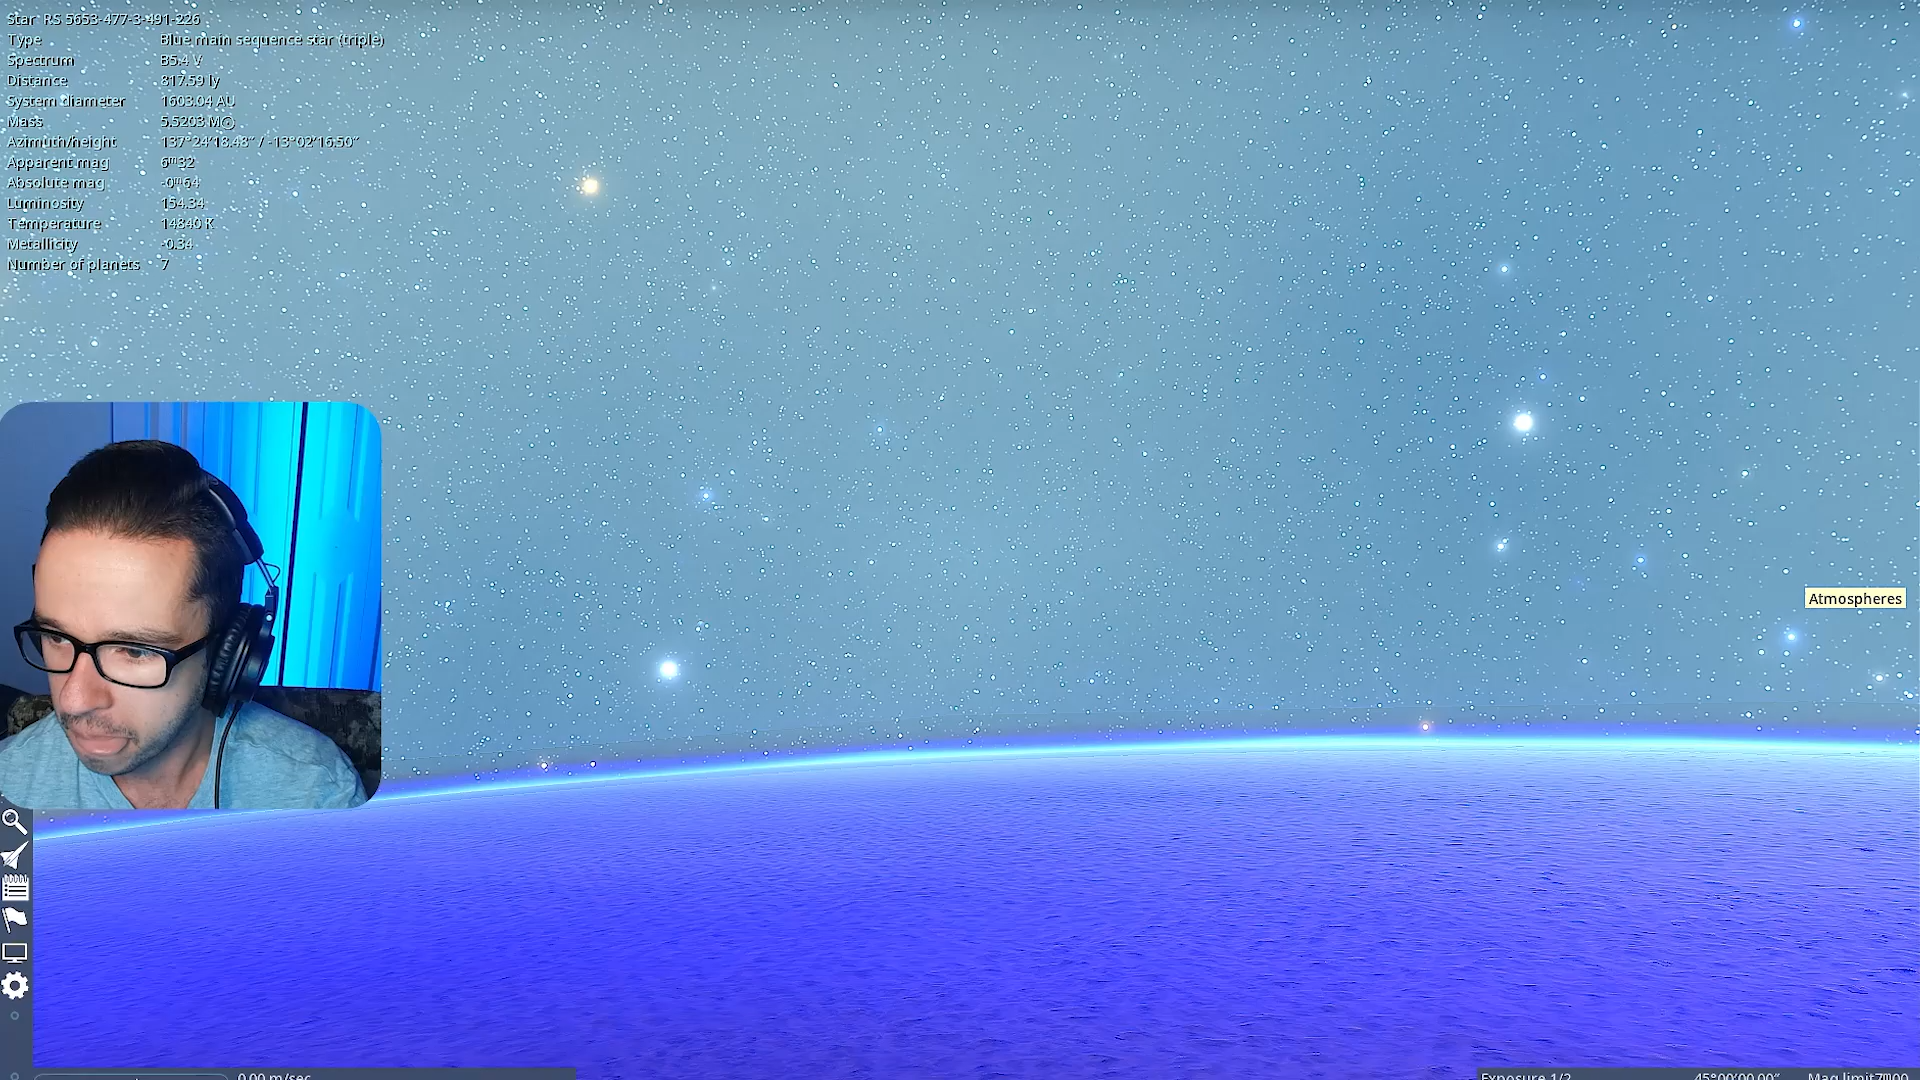 Star RS 5653-477-3-491-226
Type Blue main sequence star (triple)
Spectrum B5.4 V
Distance 817.59 ly
System diameter 1603.04 AU
Mass 5.5203 M☉
Azimuth/height 137°24'18.48" / -13°02'16.50"
Apparent mag 6ᵐ32
Absolute mag -0ᵐ64
Luminosity 154.34
Temperature 14840 K
Metallicity -0.34
Number of planets 7
Atmospheres
0.00 m/sec
Exposure 1/2 45°00'00.00" Mag limit 7ᵐ00